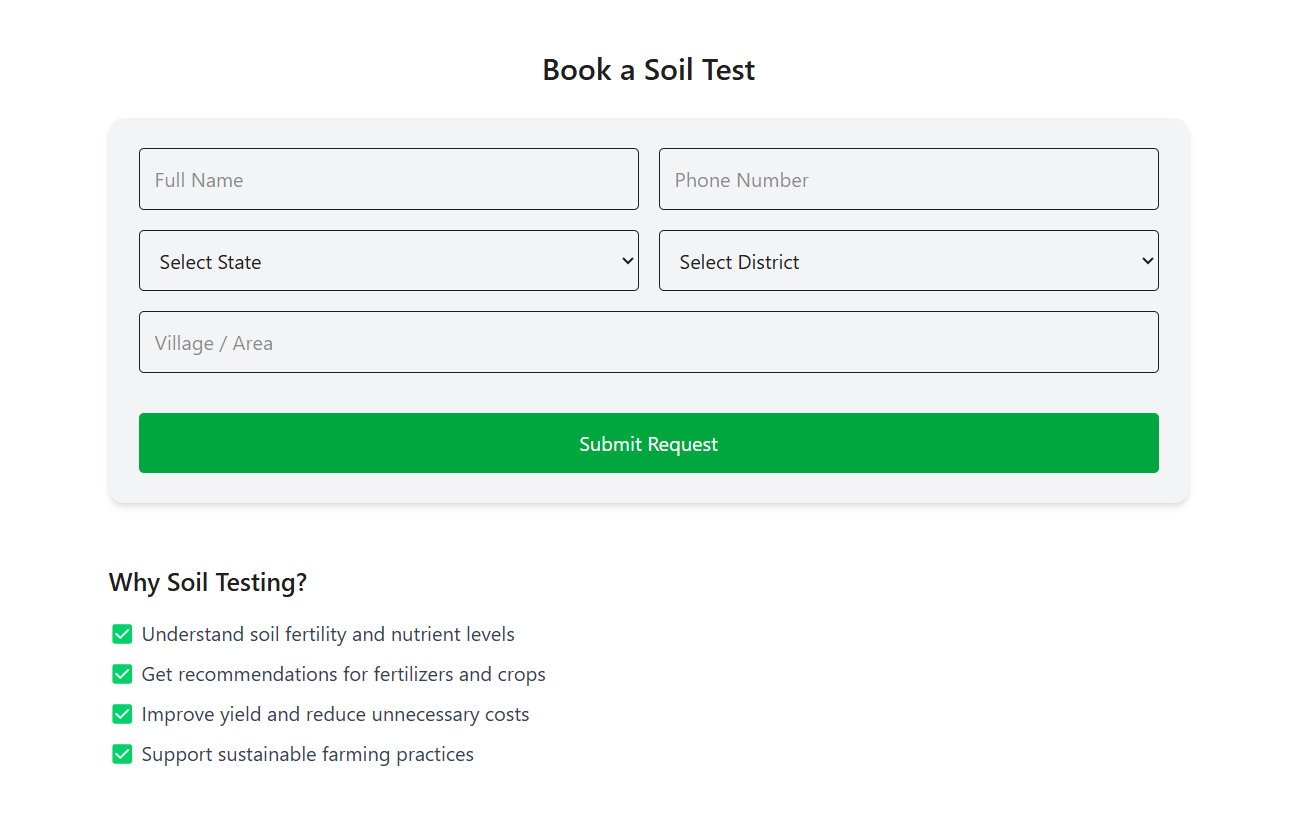 Book a Soil Test
Full Name
Phone Number
Select State
Select District
Village / Area
Submit Request
Why Soil Testing?
✅ Understand soil fertility and nutrient levels
✅ Get recommendations for fertilizers and crops
✅ Improve yield and reduce unnecessary costs
✅ Support sustainable farming practices